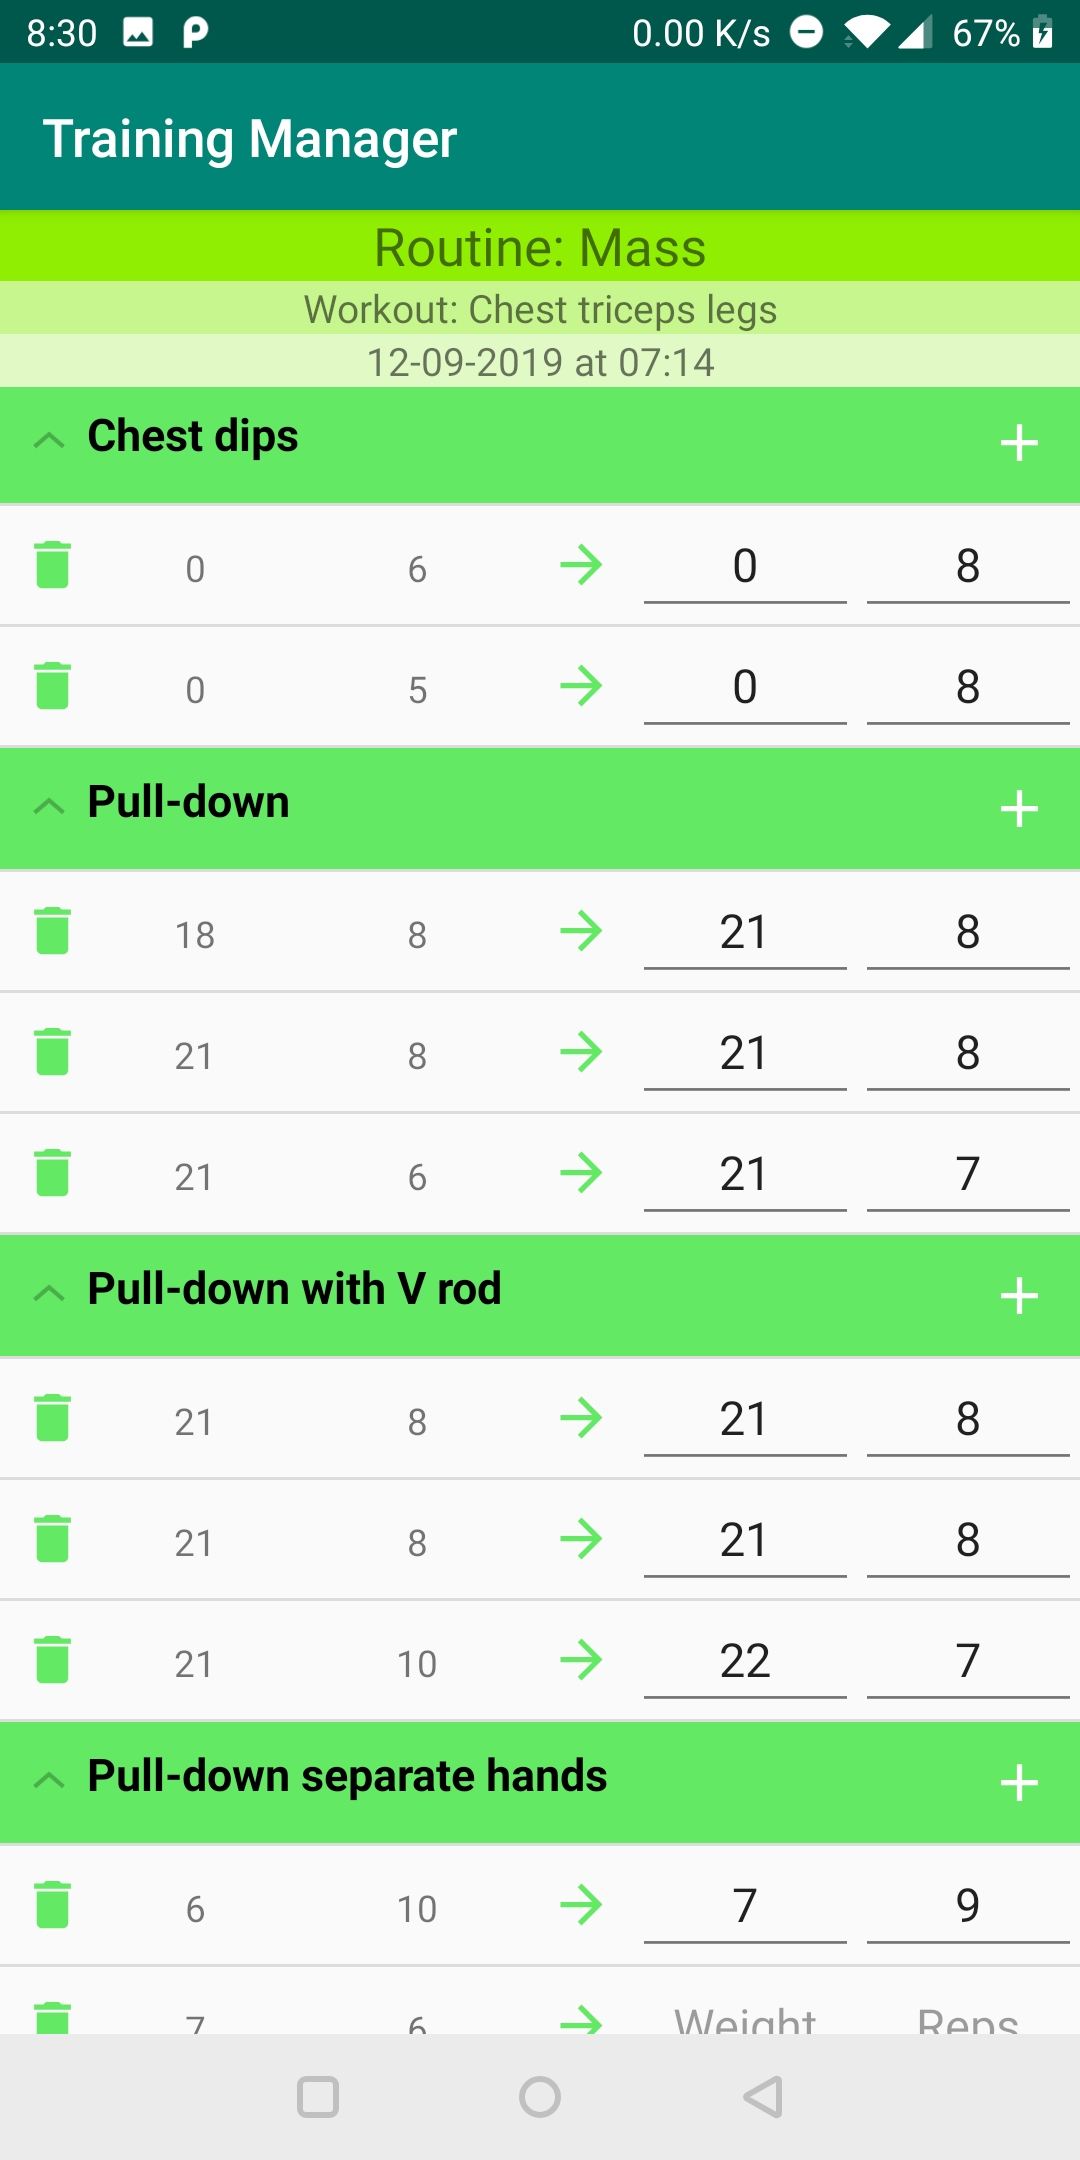 8:30 0.00 K/s 67%
Training Manager
Routine: Mass
Workout: Chest triceps legs
12-09-2019 at 07:14
Chest dips +
0 6 → 0 8
0 5 → 0 8
Pull-down +
18 8 → 21 8
21 8 → 21 8
21 6 → 21 7
Pull-down with V rod +
21 8 → 21 8
21 8 → 21 8
21 10 → 22 7
Pull-down separate hands +
6 10 → 7 9
7 6 → Weight Reps